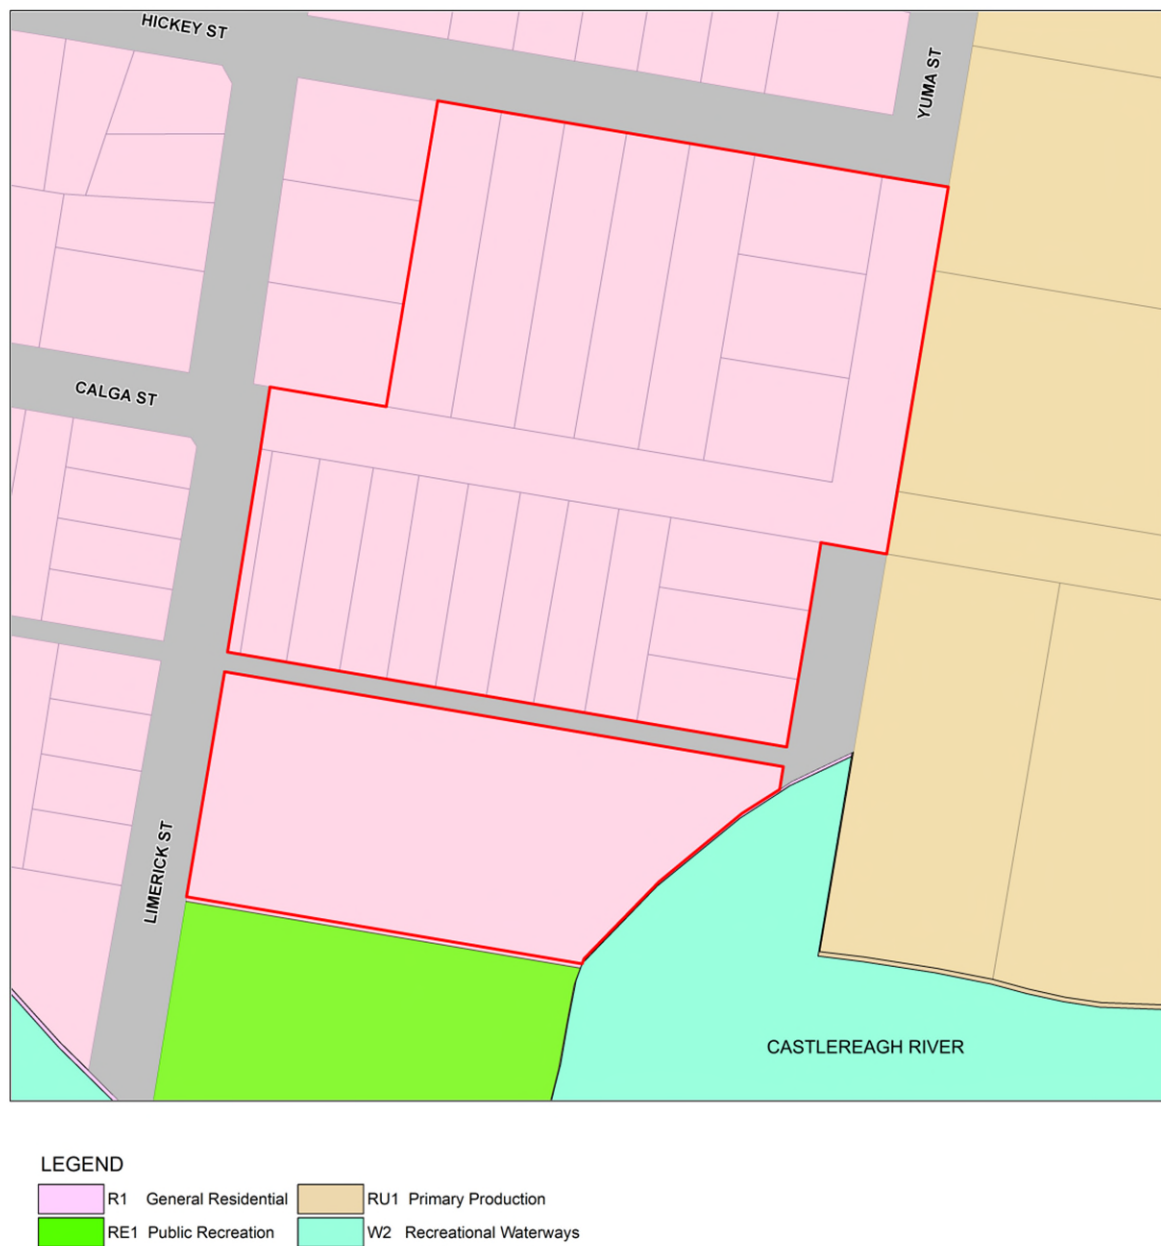 HICKEY ST
YUMA ST
CALGA ST
LIMERICK ST
CASTLEREAGH RIVER
LEGEND
R1 General Residential
RU1 Primary Production
RE1 Public Recreation
W2 Recreational Waterways